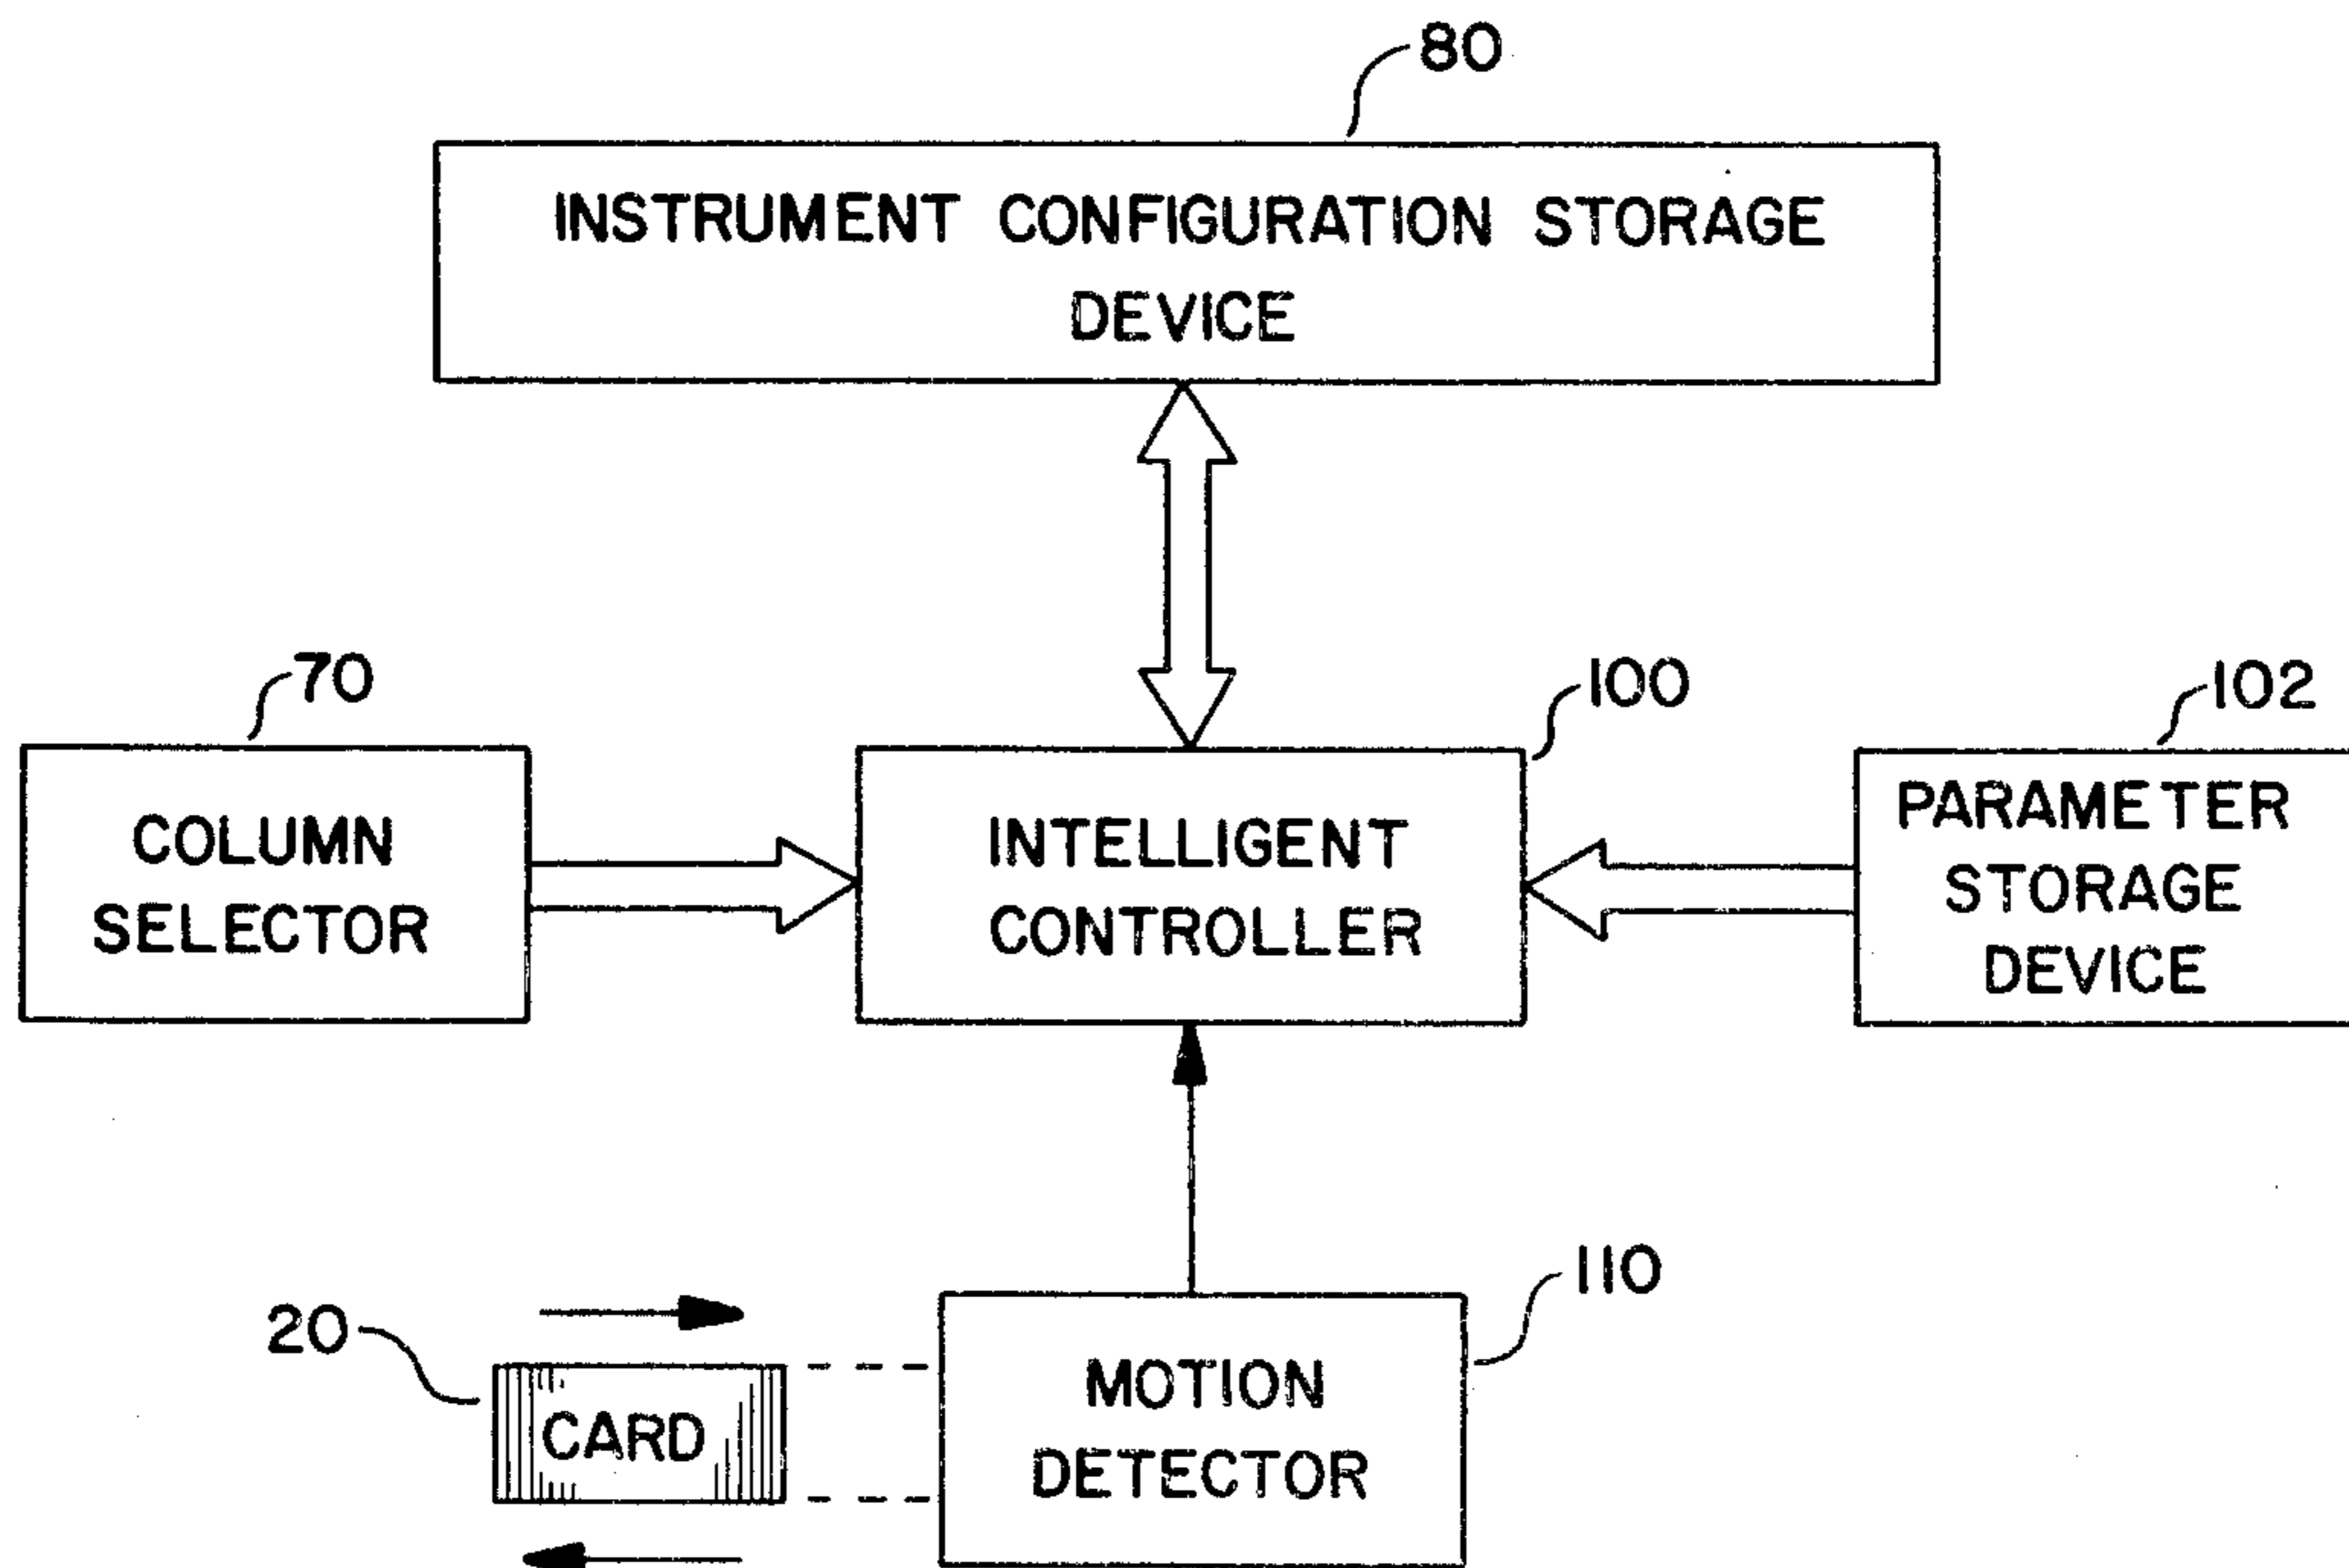 80
INSTRUMENT CONFIGURATION STORAGE
DEVICE
70
100
102
COLUMN
SELECTOR
INTELLIGENT
CONTROLLER
PARAMETER
STORAGE
DEVICE
20
110
CARD
MOTION
DETECTOR